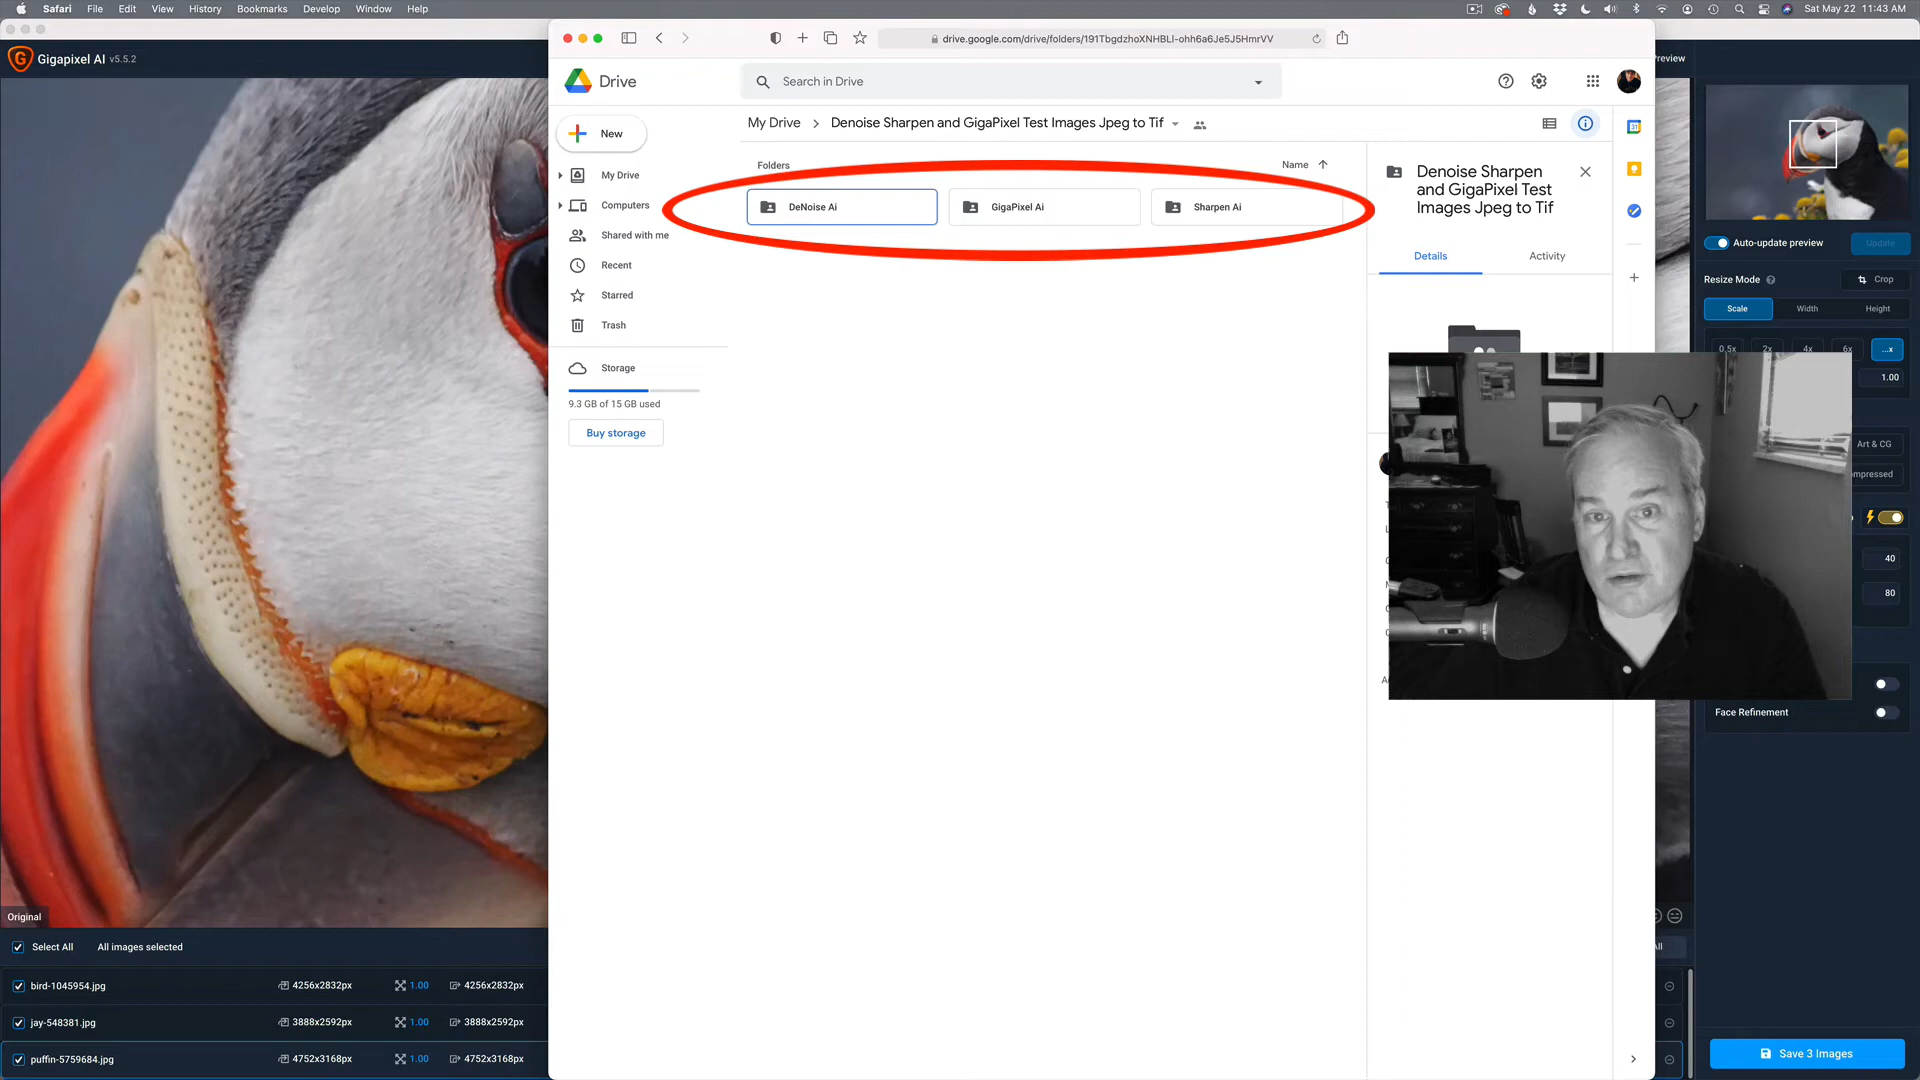 Safari File Edit View History Bookmarks Develop Window Help
Sat May 22 11:43 AM
Gigapixel AI v5.5.2
drive.google.com/drive/folders/191TbgdzhoXNHBLI-ohh6a6Je5J5HmrVV
Drive
Search in Drive
New
My Drive
Computers
Shared with me
Recent
Starred
Trash
Storage
9.3 GB of 15 GB used
Buy storage
My Drive
Denoise Sharpen and GigaPixel Test Images Jpeg to Tif
Folders
Name
DeNoise Ai
GigaPixel Ai
Sharpen Ai
Denoise Sharpen
and GigaPixel Test
Images Jpeg to Tif
Details
Activity
31
Auto-update preview
Update
Resize Mode
Crop
Scale
Width
Height
0.5x
2x
4x
6x
...x
1.00
Art & CG
40
80
Face Refinement
Original
Select All
All images selected
bird-1045954.jpg 4256x2832px 1.00 4256x2832px
jay-548381.jpg 3888x2592px 1.00 3888x2592px
puffin-5759684.jpg 4752x3168px 1.00 4752x3168px
Save 3 Images